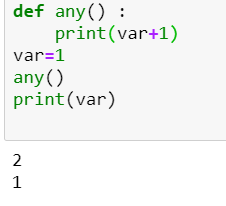 def any() :
    print(var+1)
var=1
any()
print(var)
2
1